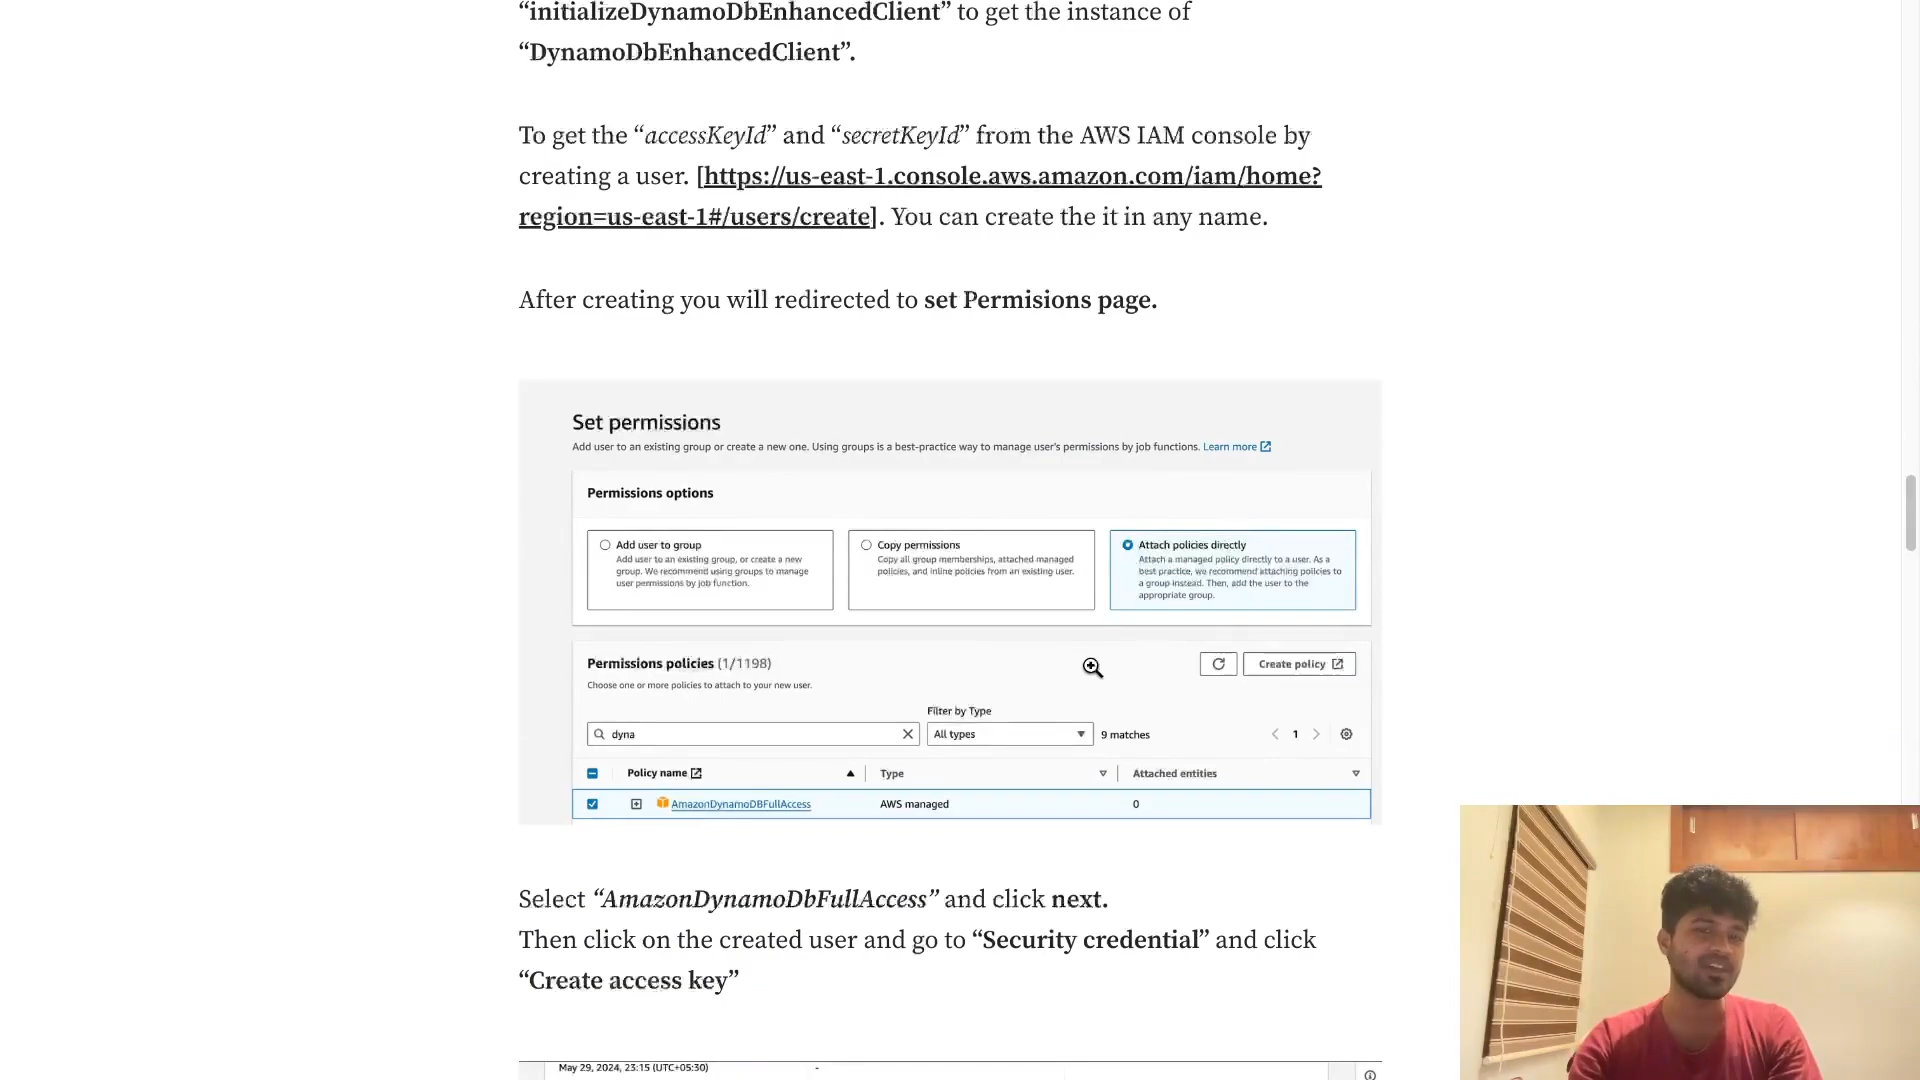 “initializeDynamoDbEnhancedClient” to get the instance of
“DynamoDbEnhancedClient”.
To get the “accessKeyId” and “secretKeyId” from the AWS IAM console by
creating a user. [https://us-east-1.console.aws.amazon.com/iam/home?
region=us-east-1#/users/create]. You can create the it in any name.
After creating you will redirected to set Permisions page.
Set permissions
Add user to an existing group or create a new one. Using groups is a best-practice way to manage user's permissions by job functions. Learn more
Permissions options
Add user to group
Add user to an existing group, or create a new
group. We recommend using groups to manage
user permissions by job function.
Copy permissions
Copy all group memberships, attached managed
policies, and inline policies from an existing user.
Attach policies directly
Attach a managed policy directly to a user. As a
best practice, we recommend attaching policies to
a group instead. Then, add the user to the
appropriate group.
Permissions policies (1/1198)
Create policy
Choose one or more policies to attach to your new user.
Filter by Type
dyna
All types
9 matches
1
Policy name
Type
Attached entities
AmazonDynamoDBFullAccess
AWS managed
0
Select “AmazonDynamoDbFullAccess” and click next.
Then click on the created user and go to “Security credential” and click
“Create access key”
May 29, 2024, 23:15 (UTC+05:30)
-